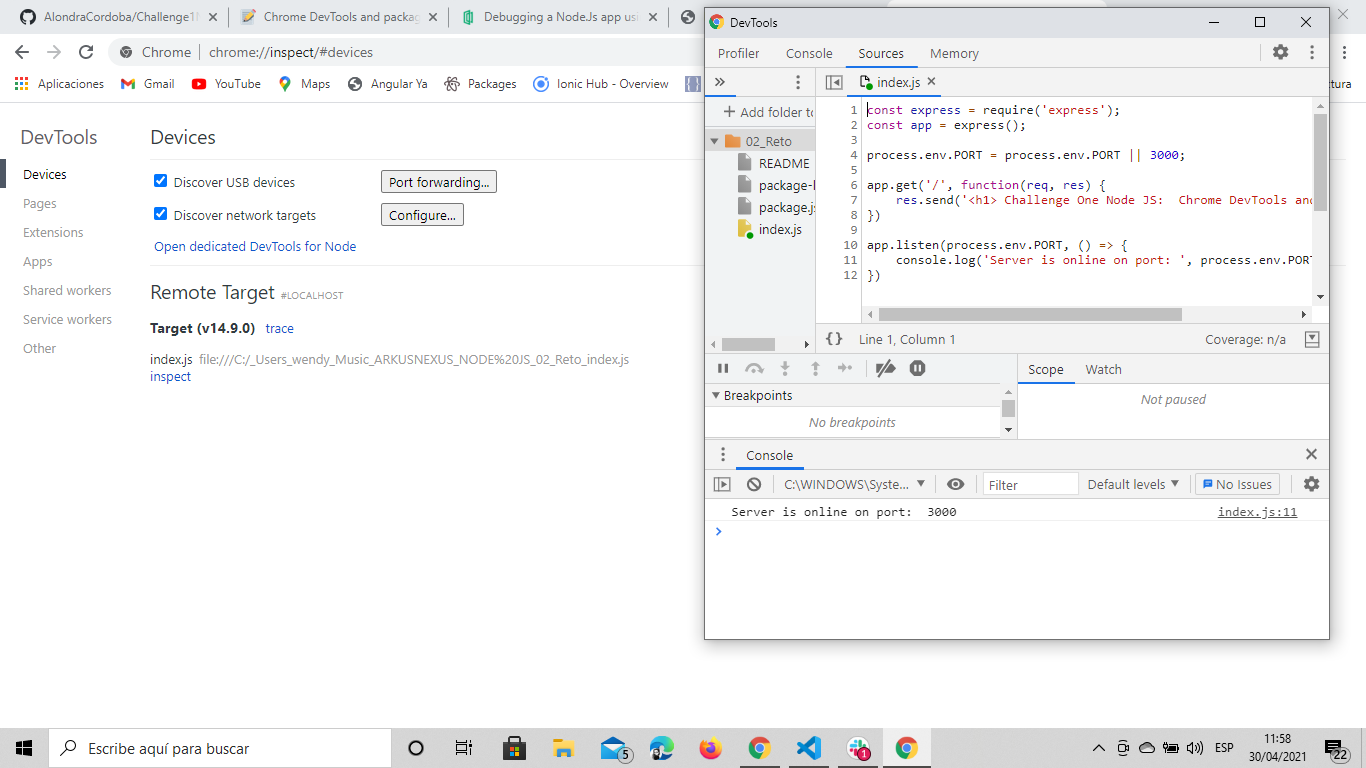 AlondraCordoba/Challenge1
Chrome DevTools and packag
Debugging a NodeJs app us
Chrome
chrome://inspect/#devices
Aplicaciones
Gmail
YouTube
Maps
Angular Ya
Packages
Ionic Hub - Overview
tura
DevTools
Devices
Pages
Extensions
Apps
Shared workers
Service workers
Other
Devices
Discover USB devices
Port forwarding...
Discover network targets
Configure...
Open dedicated DevTools for Node
Remote Target #LOCALHOST
Target (v14.9.0) trace
index.js file:///C:/_Users_wendy_Music_ARKUSNEXUS_NODE%20JS_02_Reto_index.js
inspect
DevTools
Profiler
Console
Sources
Memory
»
index.js
+ Add folder to
02_Reto
README
package-l
package.js
index.js
1 const express = require('express');
2 const app = express();
3
4 process.env.PORT = process.env.PORT || 3000;
5
6 app.get('/', function(req, res) {
7 res.send('<h1> Challenge One Node JS:  Chrome DevTools and
8 })
9
10 app.listen(process.env.PORT, () => {
11 console.log('Server is online on port: ', process.env.PORT
12 })
{} Line 1, Column 1
Coverage: n/a
Scope
Watch
Breakpoints
Not paused
No breakpoints
Console
C:\WINDOWS\Syste...
Filter
Default levels
No Issues
Server is online on port:  3000
index.js:11
Escribe aquí para buscar
5
1
ESP
11:58
30/04/2021
22